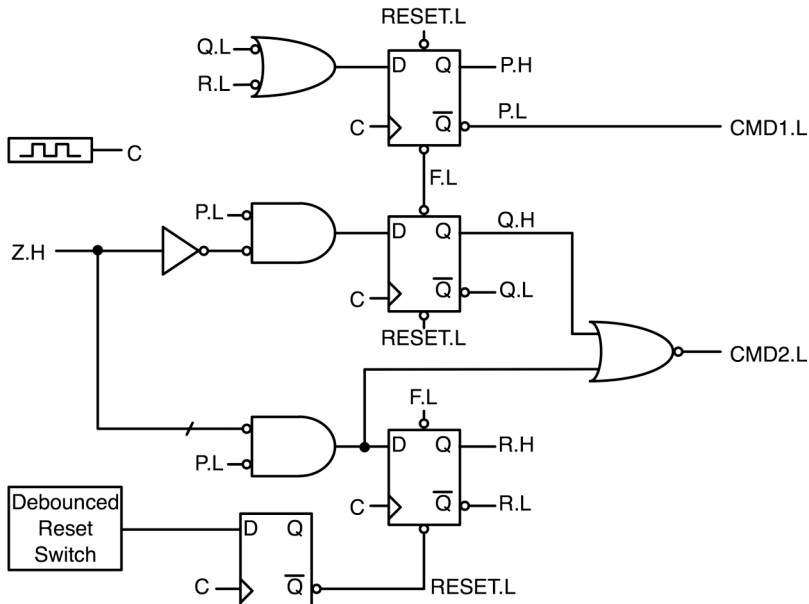 RESET.L
Q.L
R.L
D Q
P.H
C
Q
P.L
CMD1.L
C
F.L
P.L
Z.H
D Q
Q.H
C
Q
Q.L
RESET.L
CMD2.L
F.L
P.L
D Q
R.H
C
Q
R.L
Debounced
Reset
Switch
D Q
C
Q
RESET.L